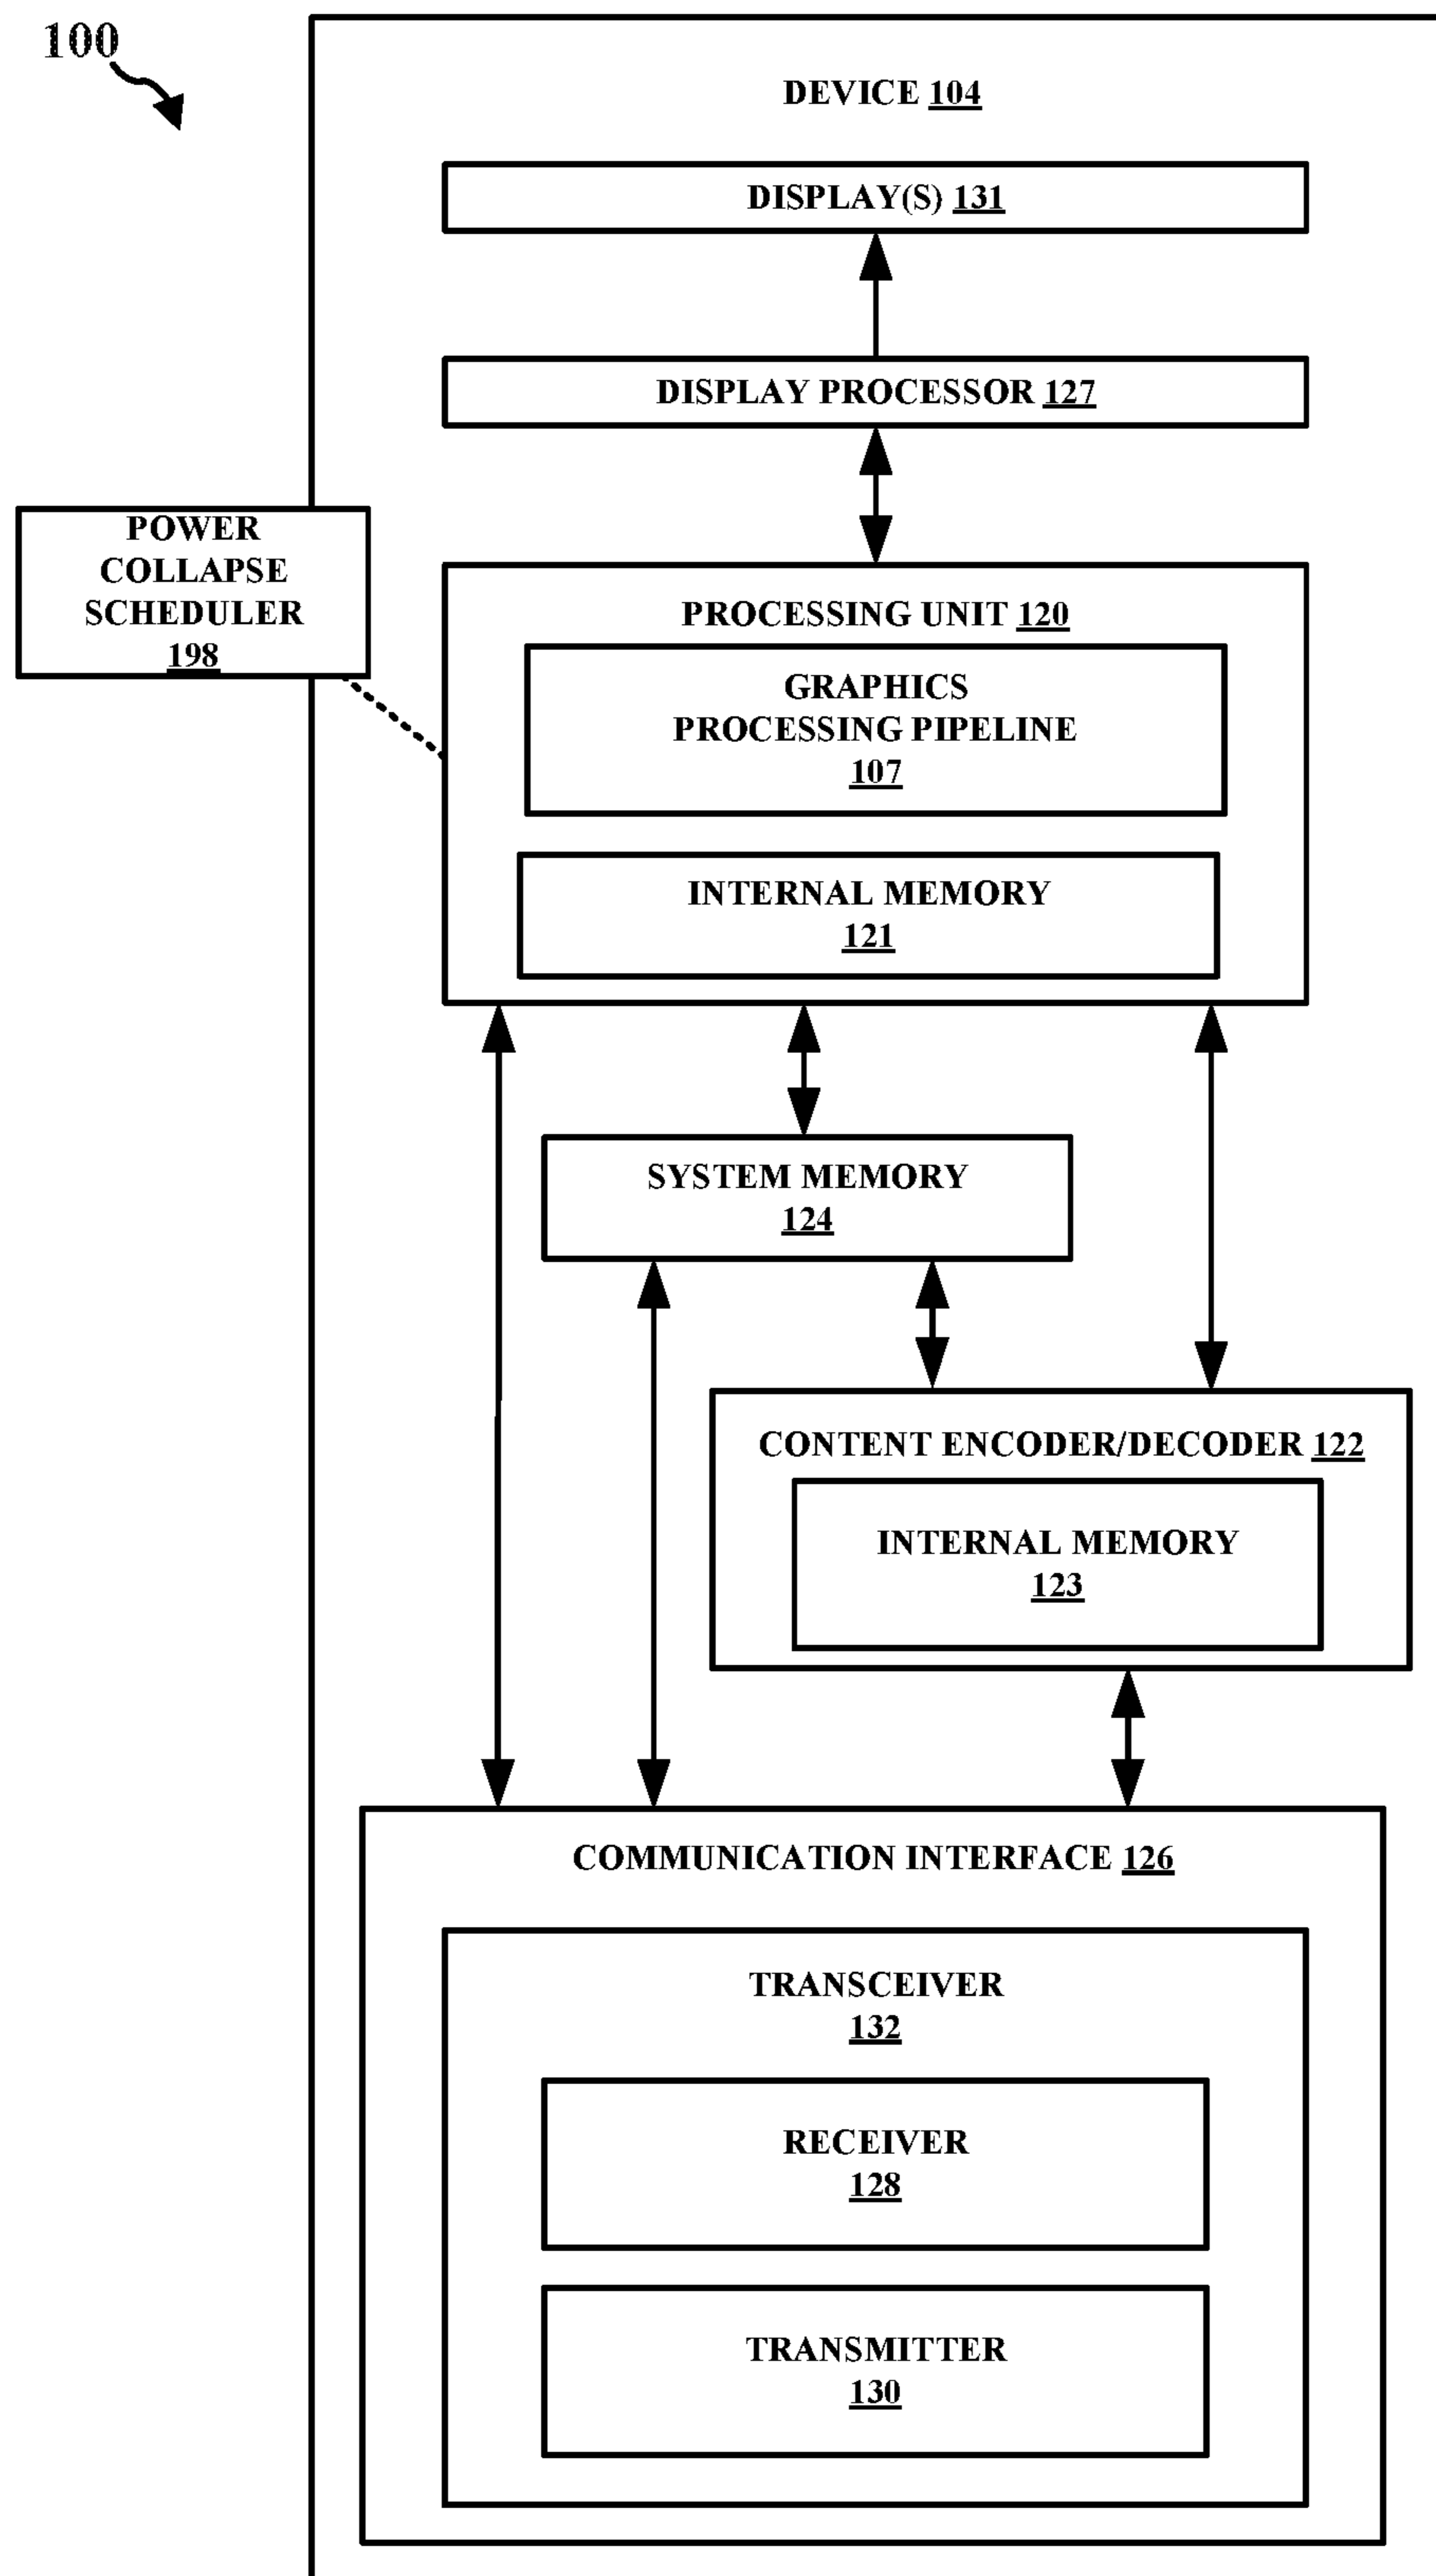 100
DEVICE 104
DISPLAY(S) 131
DISPLAY PROCESSOR 127
POWER
COLLAPSE
SCHEDULER
198
PROCESSING UNIT 120
GRAPHICS
PROCESSING PIPELINE
107
INTERNAL MEMORY
121
SYSTEM MEMORY
124
CONTENT ENCODER/DECODER 122
INTERNAL MEMORY
123
COMMUNICATION INTERFACE 126
TRANSCEIVER
132
RECEIVER
128
TRANSMITTER
130